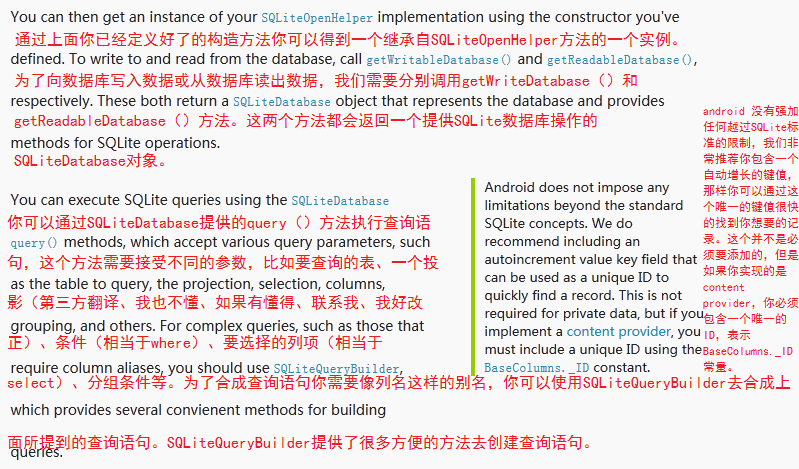 You can then get an instance of your SQLiteOpenHelper implementation using the constructor you've
通过上面你已经定义好了的构造方法你可以得到一个继承自SQLiteOpenHelper方法的一个实例。
defined. To write to and read from the database, call getWritableDatabase() and getReadableDatabase(),
为了向数据库写入数据或从数据库读出数据，我们需要分别调用getWriteDatabase（）和
respectively. These both return a SQLiteDatabase object that represents the database and provides
getReadableDatabase（）方法。这两个方法都会返回一个提供SQLite数据库操作的
methods for SQLite operations.
SQLiteDatabase对象。
You can execute SQLite queries using the SQLiteDatabase
你可以通过SQLiteDatabase提供的query（）方法执行查询语
query() methods, which accept various query parameters, such
句，这个方法需要接受不同的参数，比如要查询的表、一个投
as the table to query, the projection, selection, columns,
影（第三方翻译、我也不懂、如果有懂得、联系我、我好改
grouping, and others. For complex queries, such as those that
正）、条件（相当于where）、要选择的列项（相当于
require column aliases, you should use SQLiteQueryBuilder,
select）、分组条件等。为了合成查询语句你需要像列名这样的别名，你可以使用SQLiteQueryBuilder去合成上
which provides several convienent methods for building
面所提到的查询语句。SQLiteQueryBuilder提供了很多方便的方法去创建查询语句。
queries.
Android does not impose any
limitations beyond the standard
SQLite concepts. We do
recommend including an
autoincrement value key field that
can be used as a unique ID to
quickly find a record. This is not
required for private data, but if you
implement a content provider, you
must include a unique ID using the
BaseColumns._ID constant.
android 没有强加
任何越过SQLite标
准的限制，我们非
常推荐你包含一个
自动增长的键值，
那样你可以通过这
个唯一的键值很快
的找到你想要的记
录。这个并不是必
须要添加的，但是
如果你实现的是
content
provider，你必须
包含一个唯一的
ID，表示
BaseColumns._ID
常量。